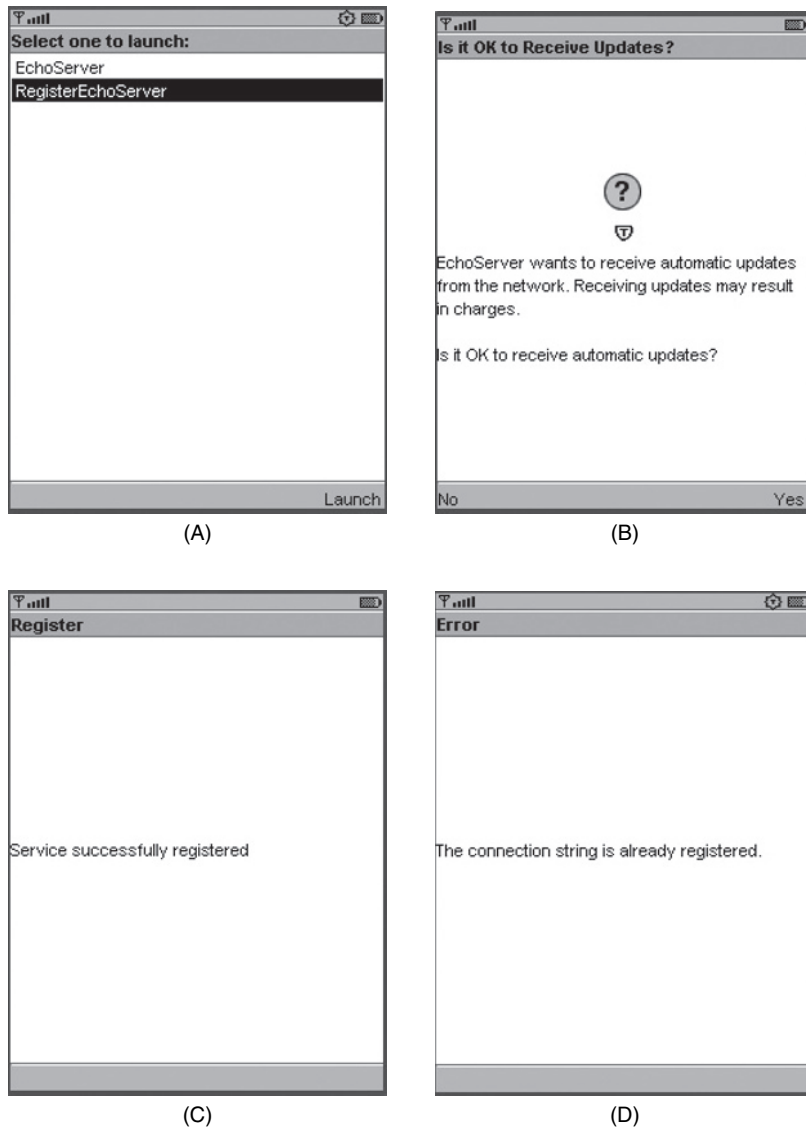 Select one to launch:
EchoServer
RegisterEchoServer
Launch
(A)
Is it OK to Receive Updates?
?
T
EchoServer wants to receive automatic updates
from the network. Receiving updates may result
in charges.
Is it OK to receive automatic updates?
No Yes
(B)
Register
Service successfully registered
(C)
Error
The connection string is already registered.
(D)